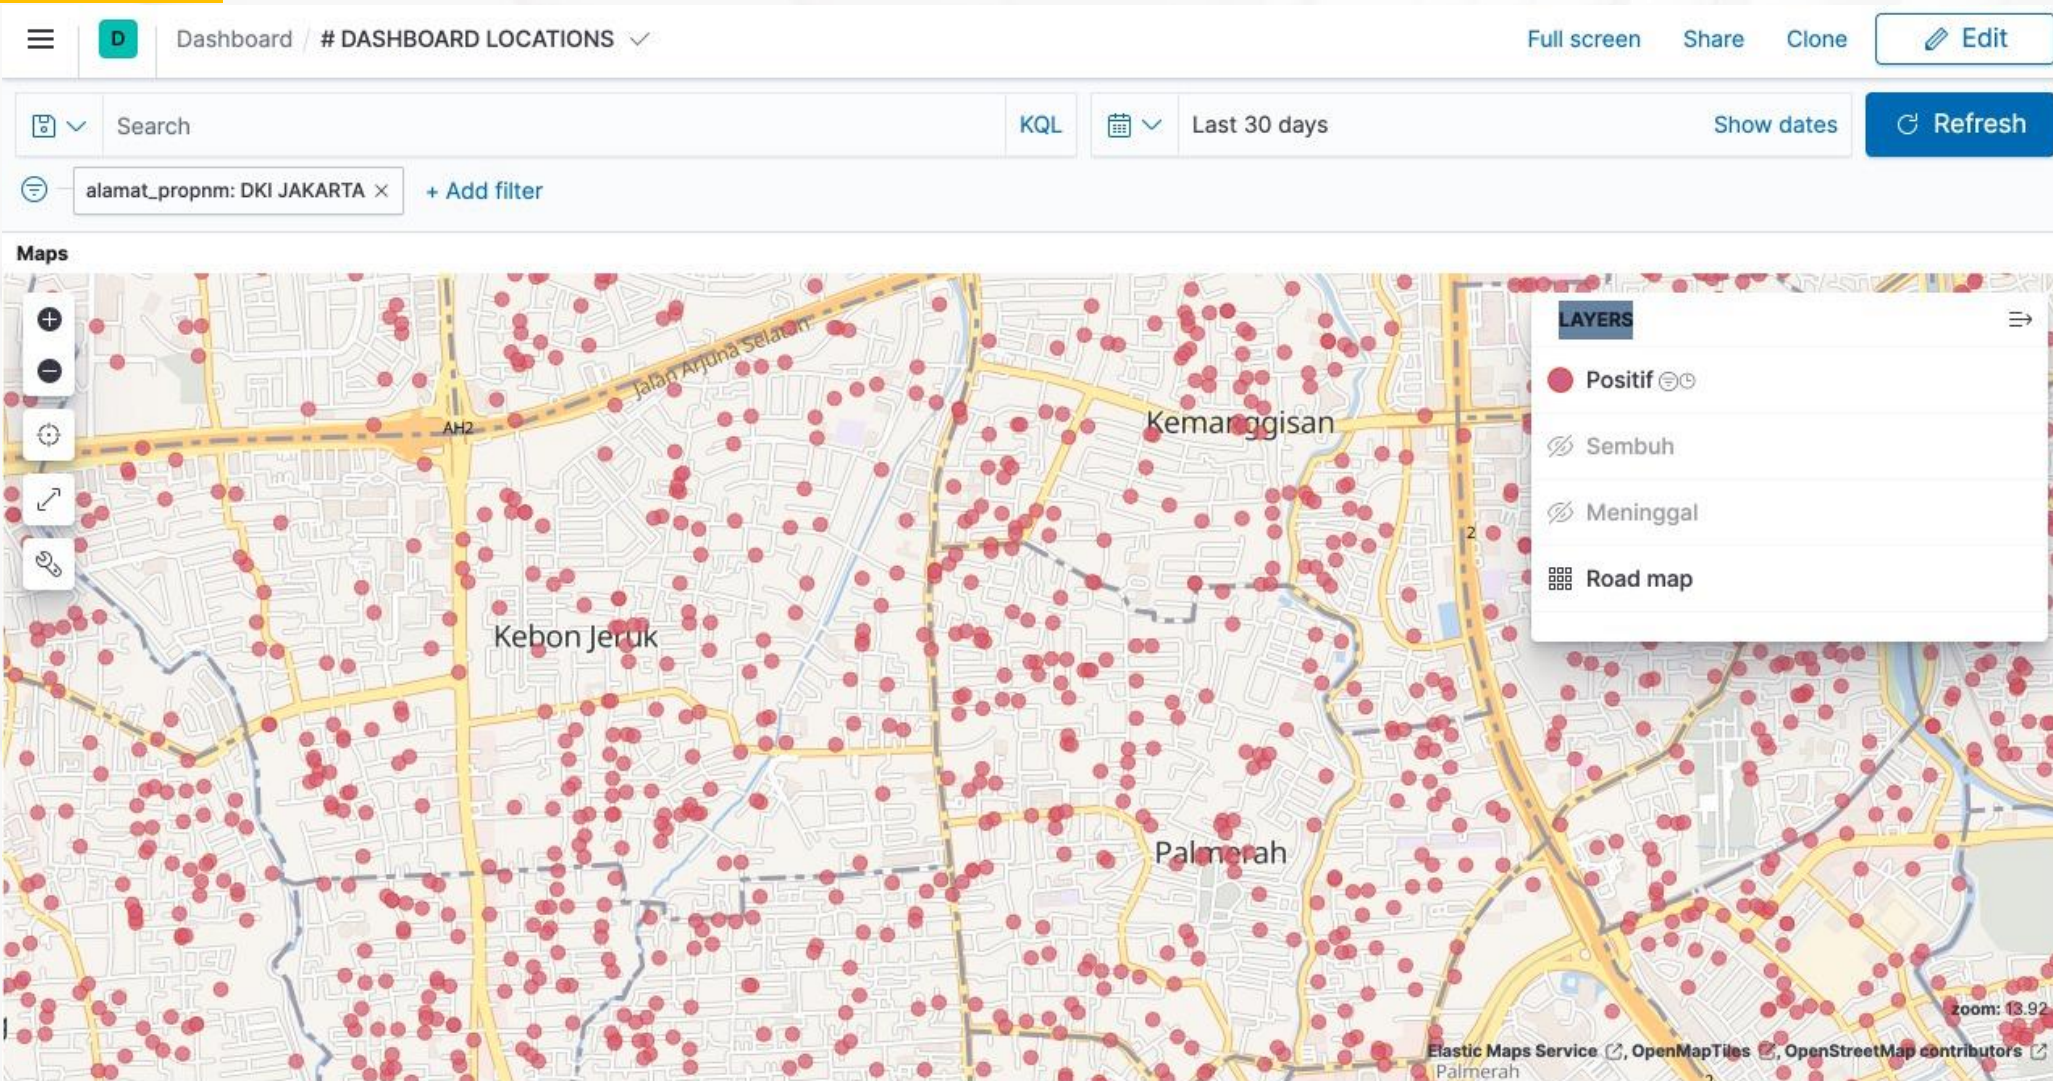 D Dashboard / # DASHBOARD LOCATIONS Full screen Share Clone Edit
Search KQL Last 30 days Show dates Refresh
alamat_propnm: DKI JAKARTA × + Add filter
Maps
LAYERS
Positif
Sembuh
Meninggal
Road map
Jalan Arjuna Selatan
AH2
Kemanggisan
2
Kebon Jeruk
Palmerah
zoom: 13.92
Elastic Maps Service, OpenMapTiles, OpenStreetMap contributors
Palmerah
2